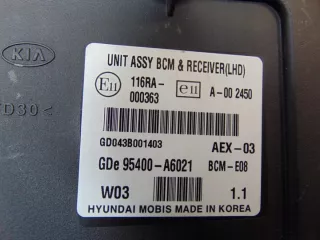 KIA
D30<
UNIT ASSY BCM & RECEIVER(LHD)
E11 116RA-
000363
e11 A-00 2450
GD043B001403
AEX-03
GDe 95400-A6021 BCM-E08
W03 1.1
HYUNDAI MOBIS MADE IN KOREA